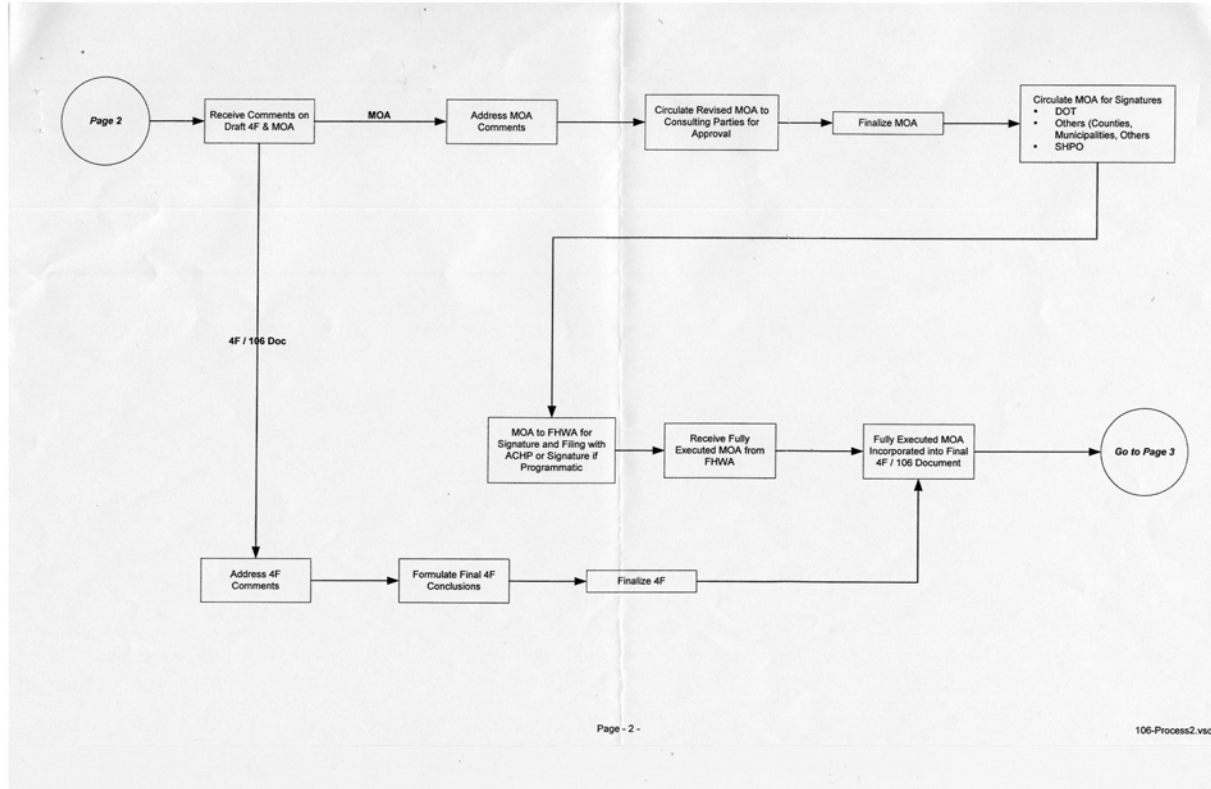 Page 2
Receive Comments on
Draft 4F & MOA
MOA
Address MOA
Comments
Circulate Revised MOA to
Consulting Parties for
Approval
Finalize MOA
Circulate MOA for Signatures
▪ DOT
▪ Others (Counties,
Municipalities, Others
▪ SHPO
4F / 106 Doc
MOA to FHWA for
Signature and Filing with
ACHP or Signature if
Programmatic
Receive Fully
Executed MOA from
FHWA
Fully Executed MOA
Incorporated into Final
4F / 106 Document
Go to Page 3
Address 4F
Comments
Formulate Final 4F
Conclusions
Finalize 4F
Page - 2 -
106-Process2.vsd